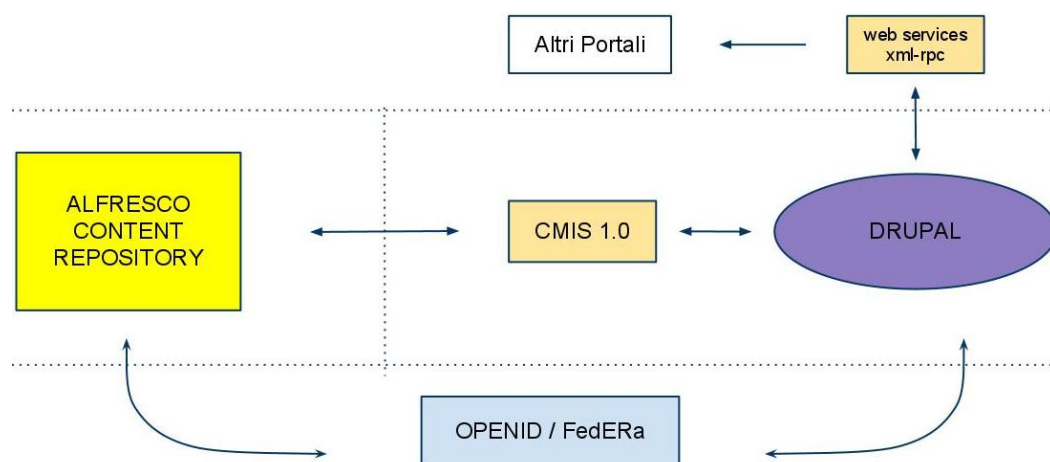 Altri Portali
web services
xml-rpc
ALFRESCO
CONTENT
REPOSITORY
CMIS 1.0
DRUPAL
OPENID / FedERa